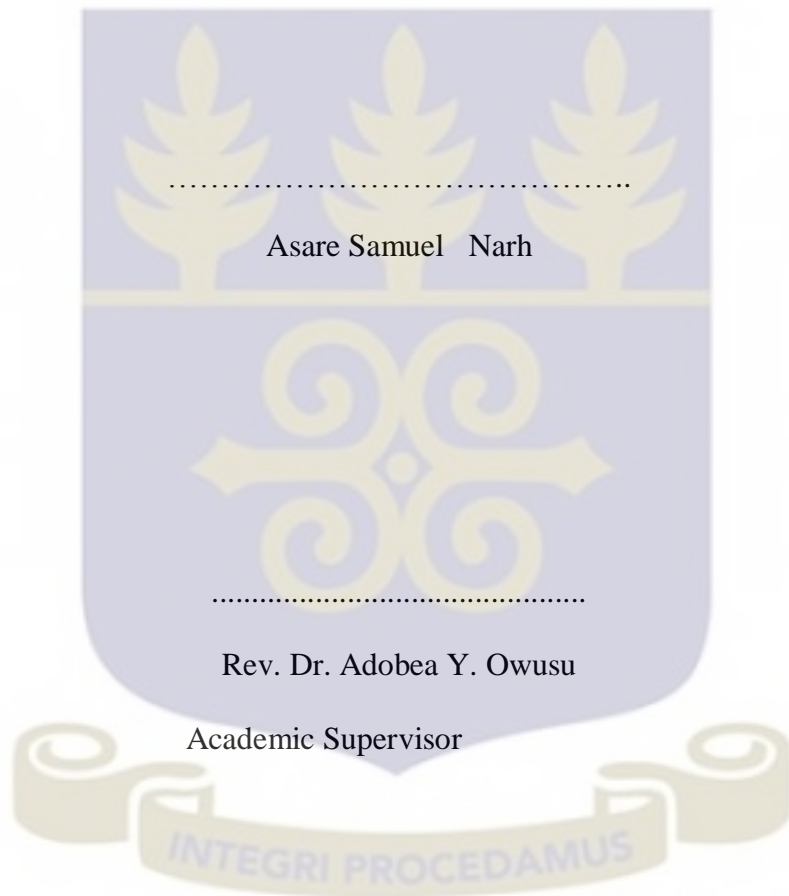 ………………………………………..
Asare Samuel Narh
...............................................
Rev. Dr. Adobea Y. Owusu
Academic Supervisor
INTEGRI PROCEDAMUS